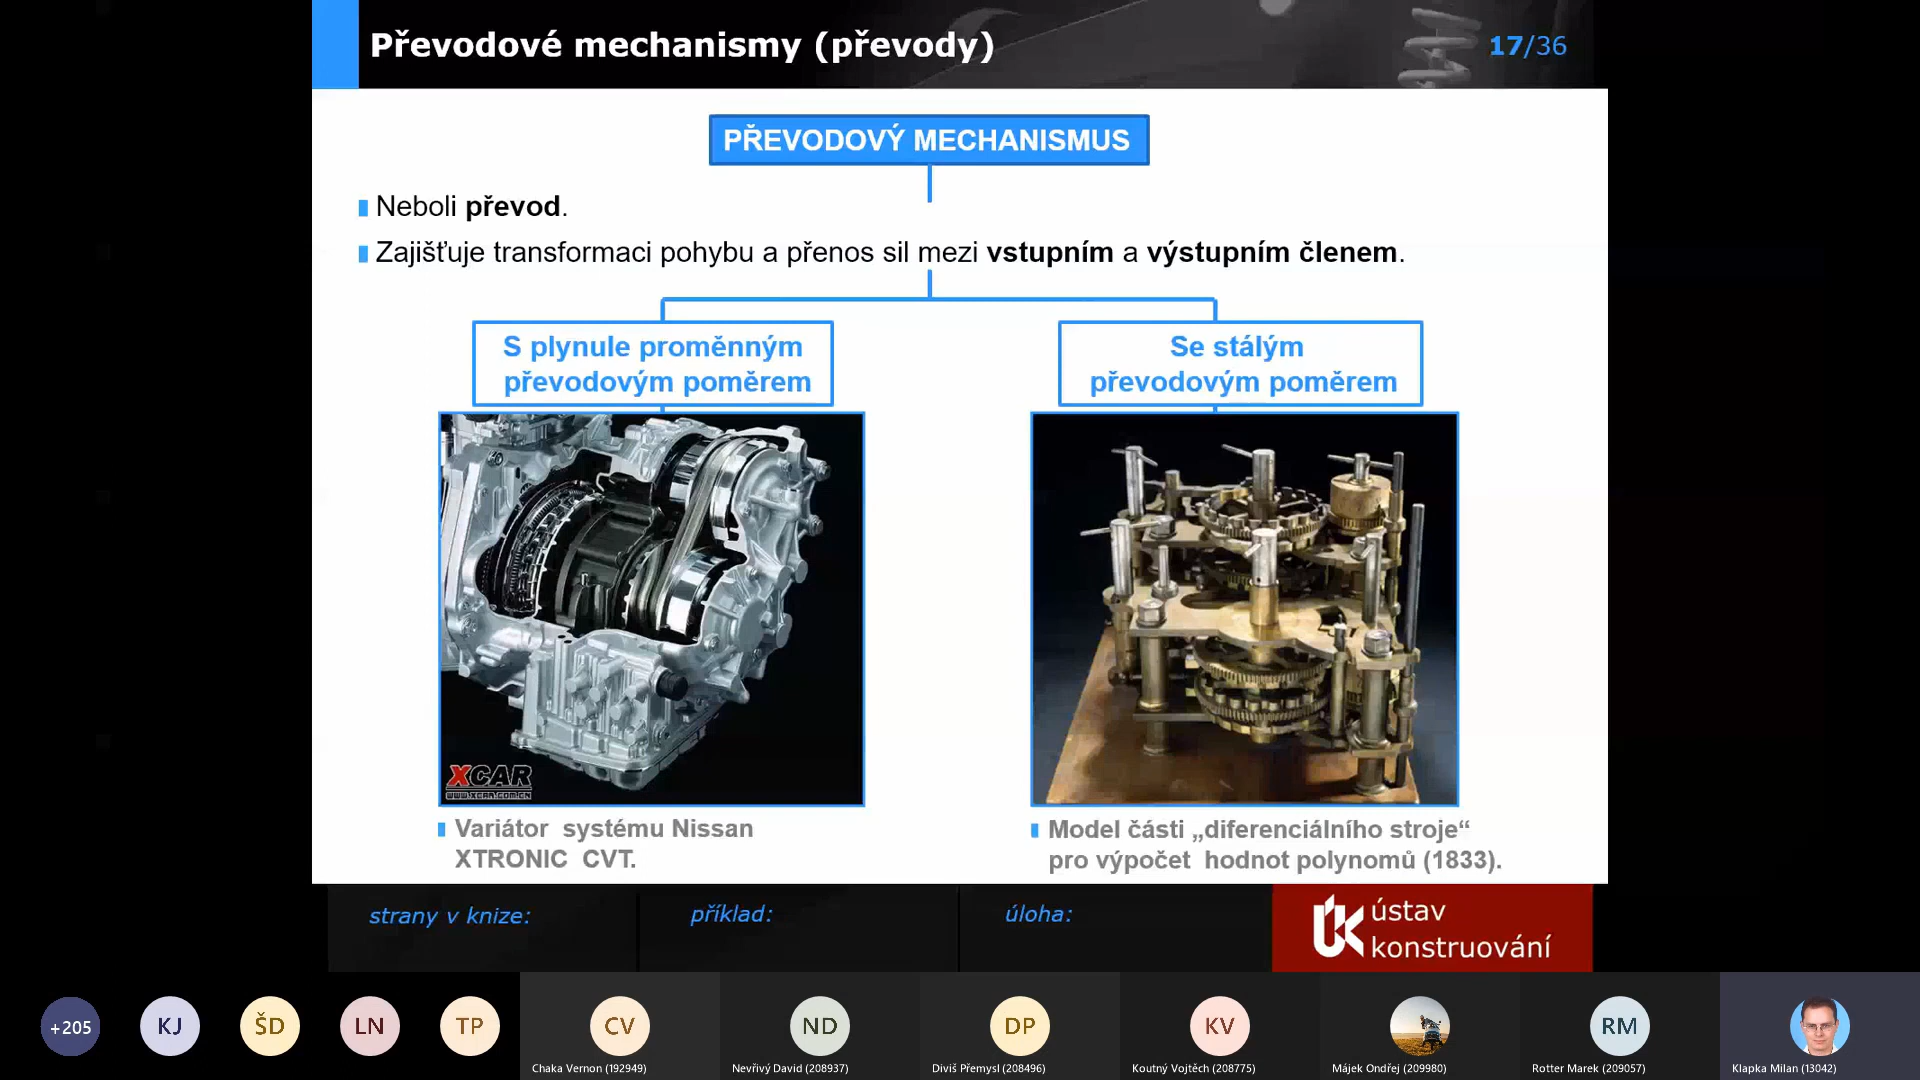 Převodové mechanismy (převody)
17/36
PŘEVODOVÝ MECHANISMUS
Neboli převod.
Zajišťuje transformaci pohybu a přenos sil mezi vstupním a výstupním členem.
S plynule proměnným
převodovým poměrem
Se stálým
převodovým poměrem
XCAR
WWW.XCAR.COM.CN
Variátor systému Nissan
XTRONIC CVT.
Model části „diferenciálního stroje“
pro výpočet hodnot polynomů (1833).
strany v knize:
příklad:
úloha:
ústav
konstruování
+205
KJ
ŠD
LN
TP
CV
ND
DP
KV
RM
Chaka Vernon (192949)
Nevřivý David (208937)
Diviš Přemysl (208496)
Koutný Vojtěch (208775)
Májek Ondřej (209980)
Rotter Marek (209057)
Klapka Milan (13042)